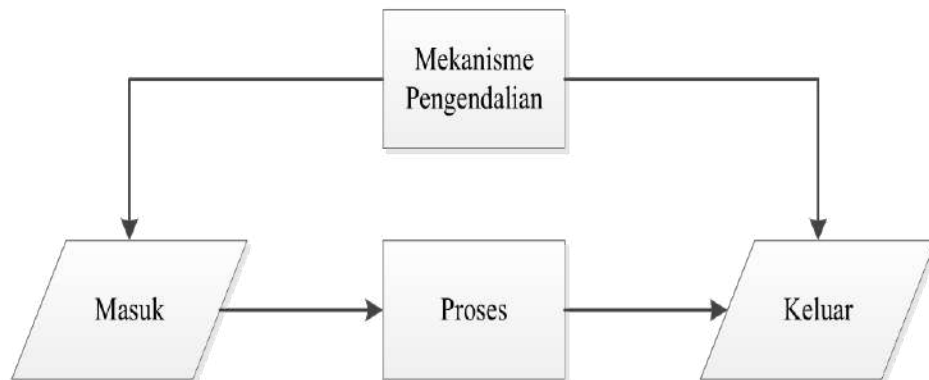 Mekanisme
Pengendalian
Masuk
Proses
Keluar